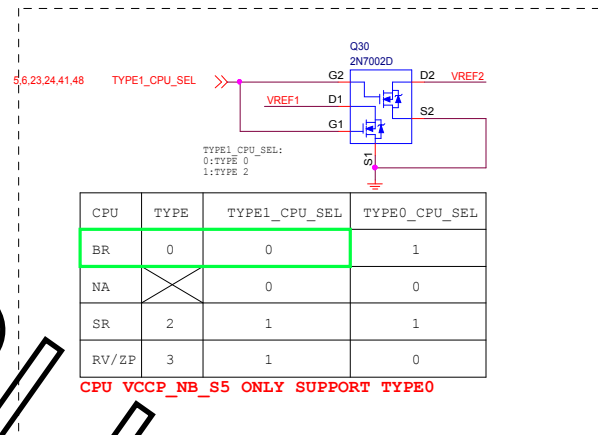 Q30
2N7002D
5,6,23,24,41,48 TYPE1_CPU_SEL G2 D2 VREF2
VREF1 D1
S2
G1
TYPE1_CPU_SEL:
0:TYPE 0
1:TYPE 2
S1
CPU TYPE TYPE1_CPU_SEL TYPE0_CPU_SEL
BR 0 0 1
NA 0 0
SR 2 1 1
RV/ZP 3 1 0
CPU VCCP_NB_S5 ONLY SUPPORT TYPE0